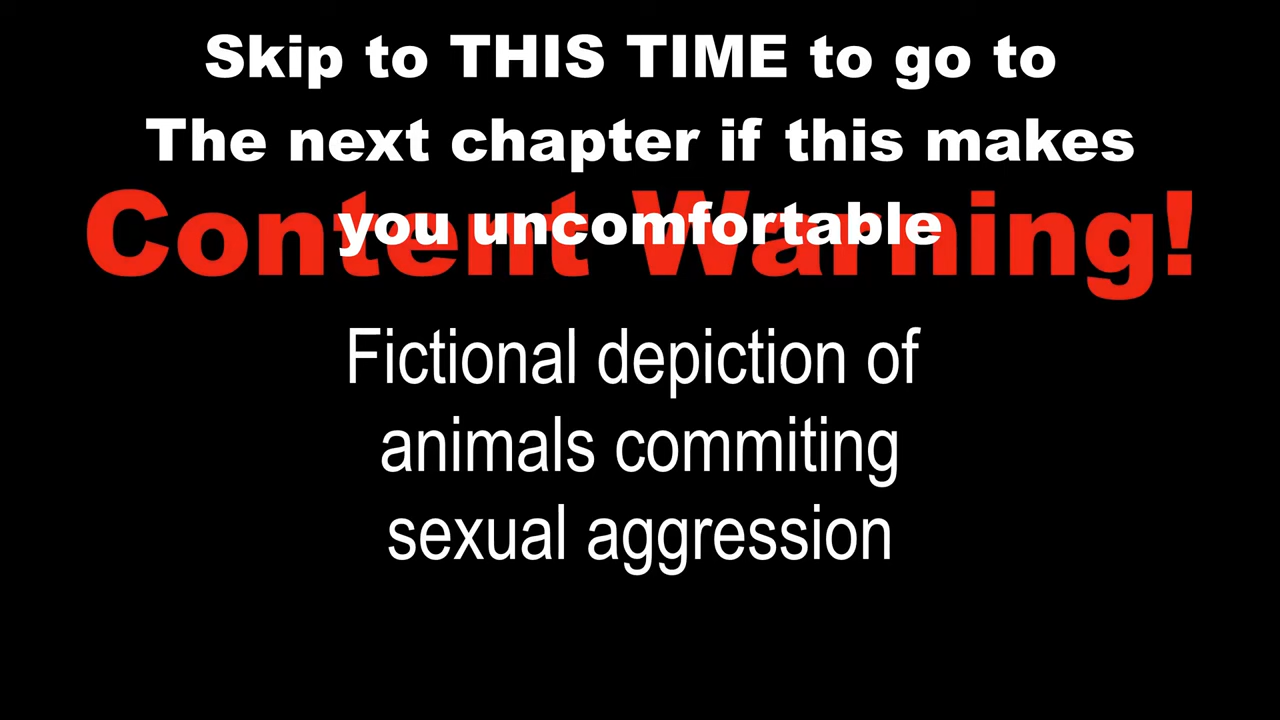 Skip to THIS TIME to go to
The next chapter if this makes
you uncomfortable
Content Warning!
Fictional depiction of
animals commiting
sexual aggression